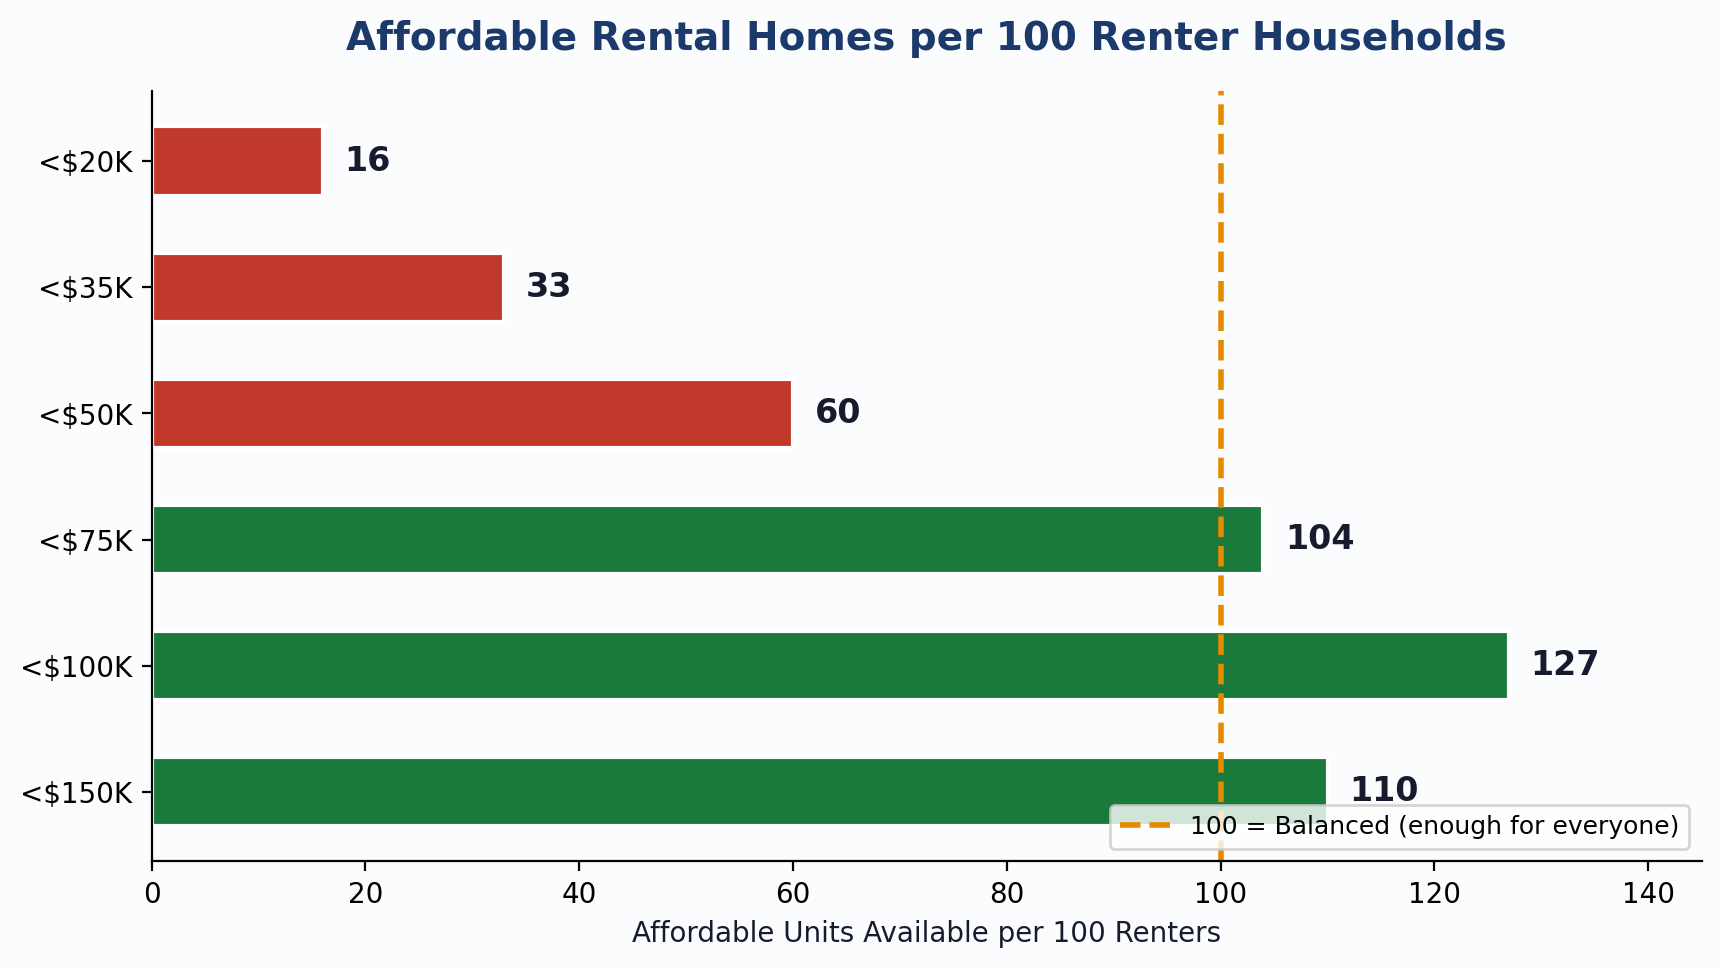 Affordable Rental Homes per 100 Renter Households
<$20K
16
<$35K
33
<$50K
60
<$75K
104
<$100K
127
<$150K
110
100 = Balanced (enough for everyone)
0 20 40 60 80 100 120 140
Affordable Units Available per 100 Renters